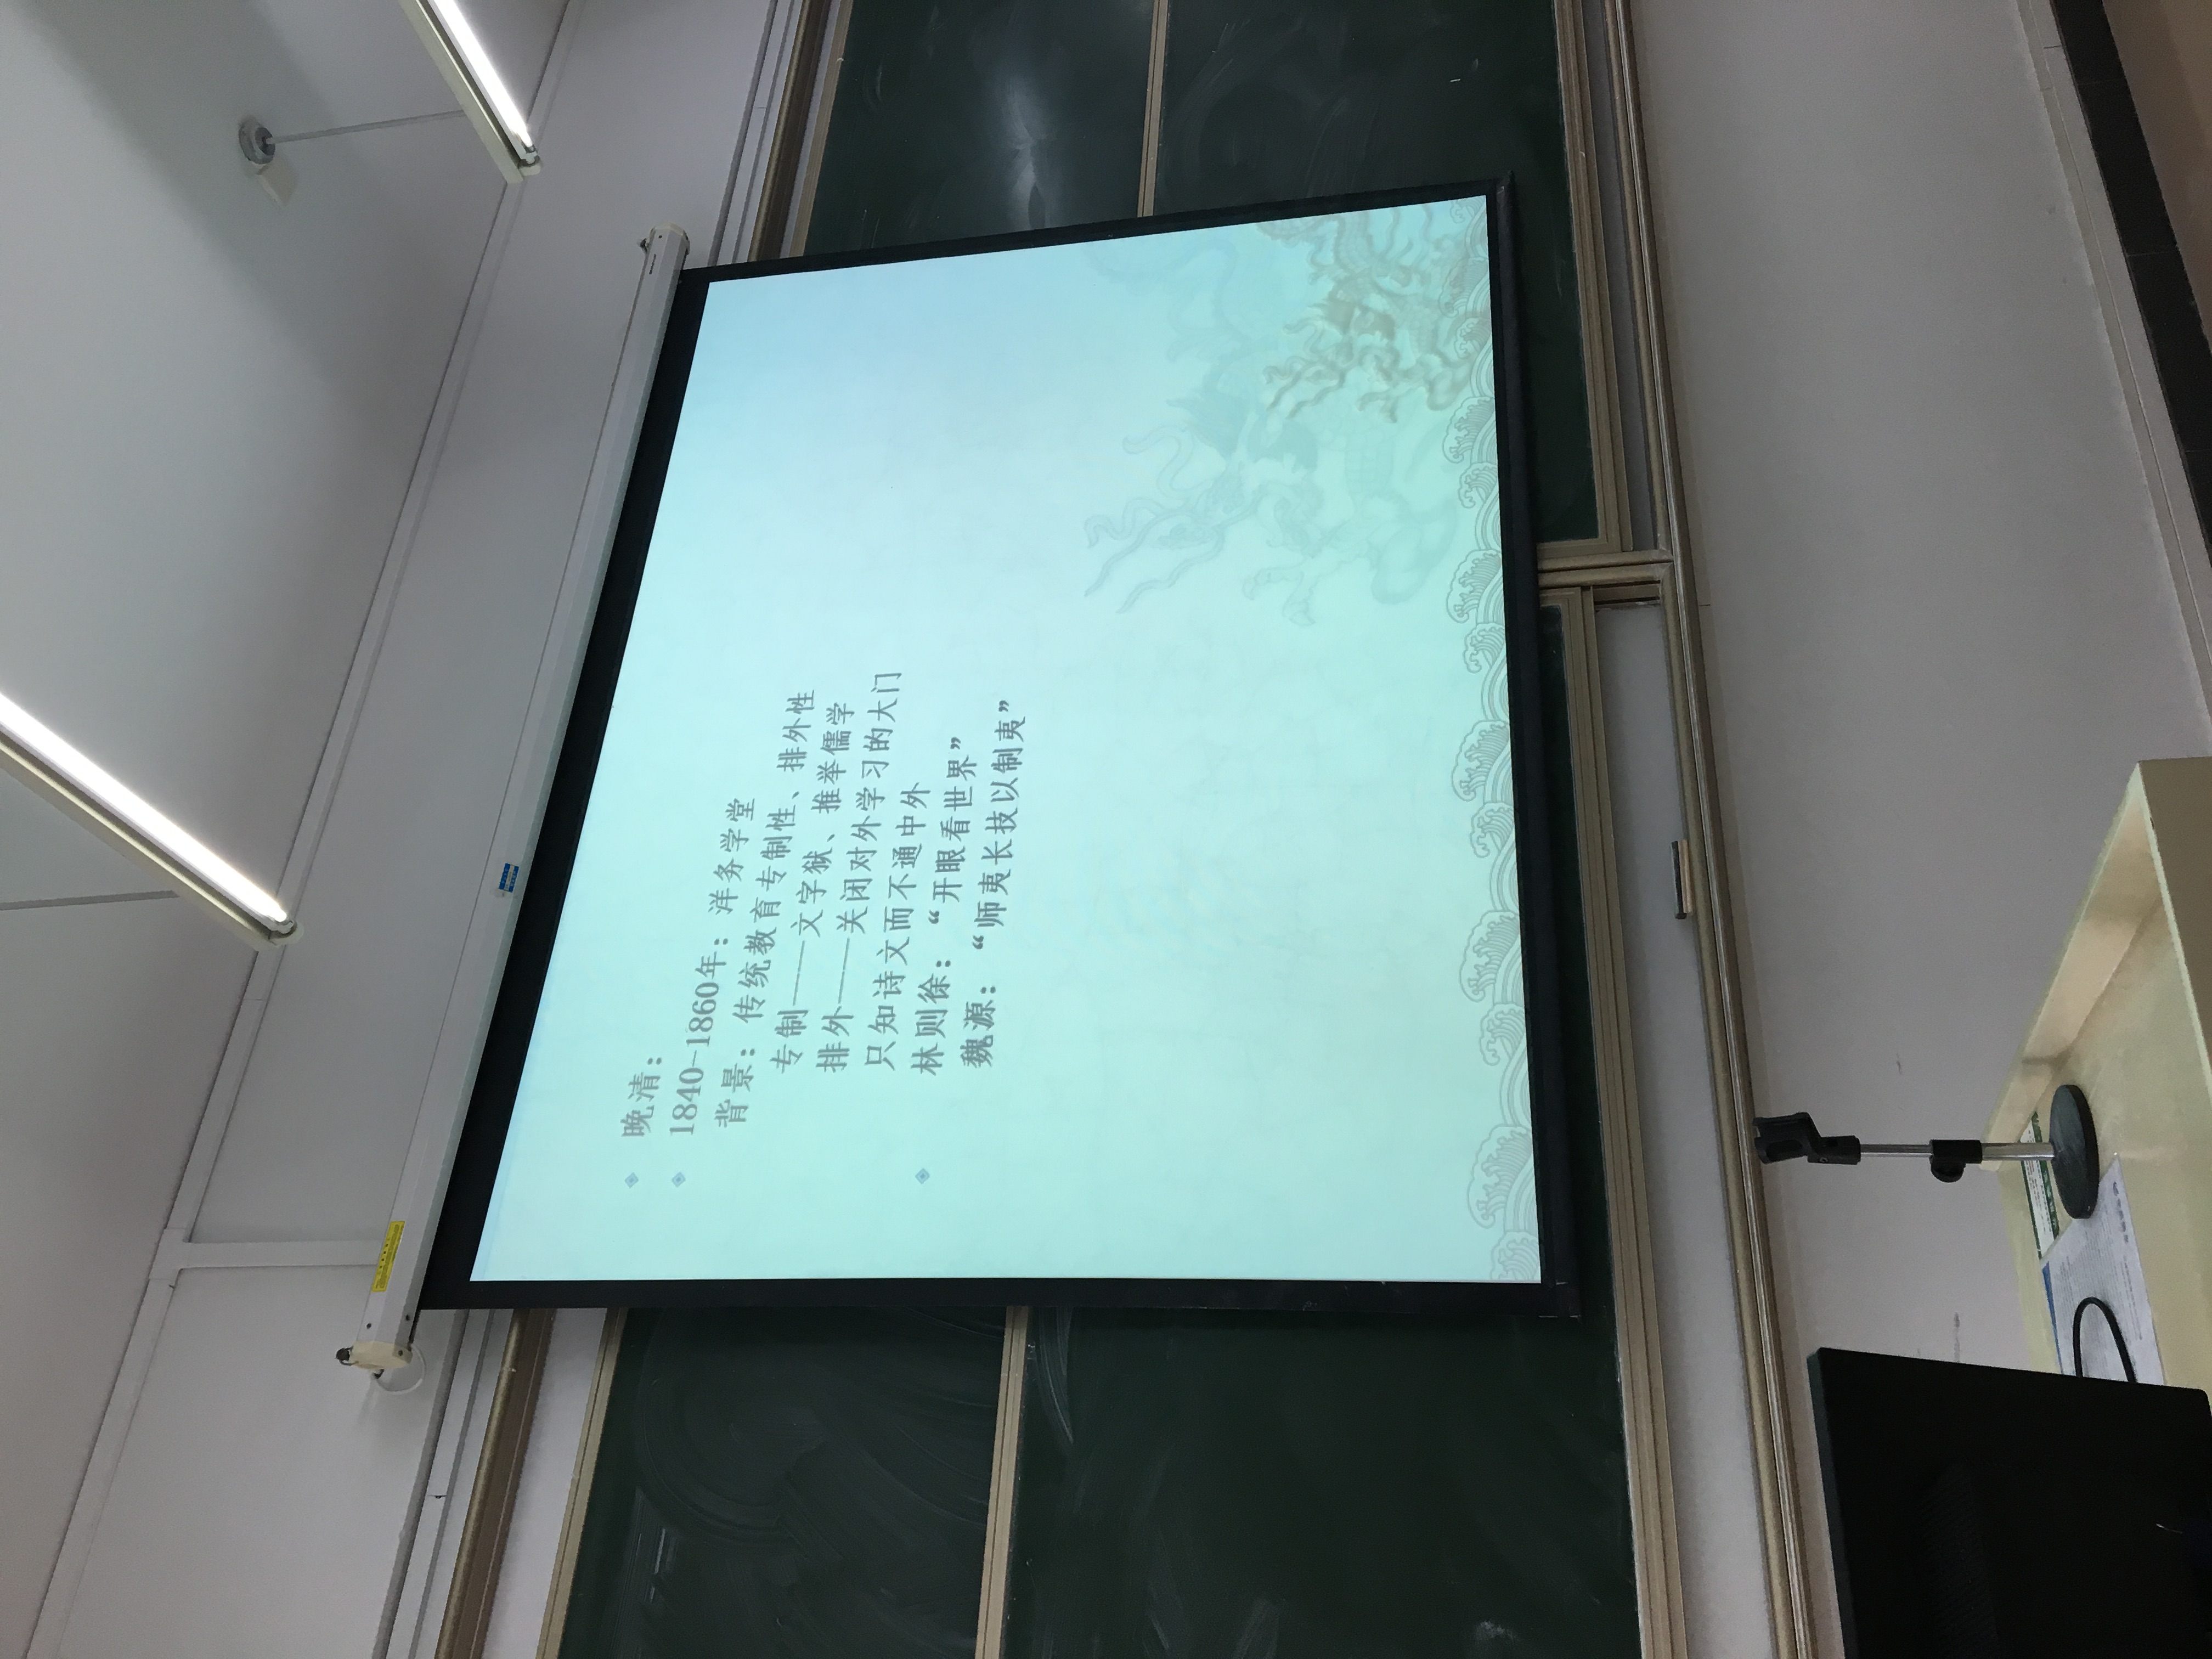 晚清：
1840-1860年：洋务学堂
背景：传统教育专制性、排外性
专制——文字狱、推举儒学
排外——关闭对外学习的大门
只知诗文而不通中外
林则徐：“开眼看世界”
魏源：“师夷长技以制夷”